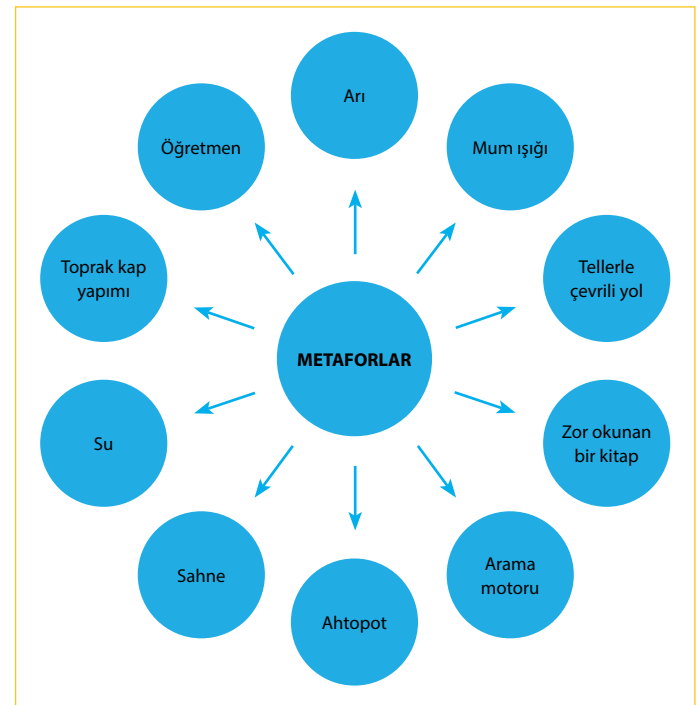 Arı
Öğretmen
Mum ışığı
Toprak kap
yapımı
Tellerle
çevrili yol
METAFORLAR
Su
Zor okunan
bir kitap
Sahne
Arama
motoru
Ahtopot